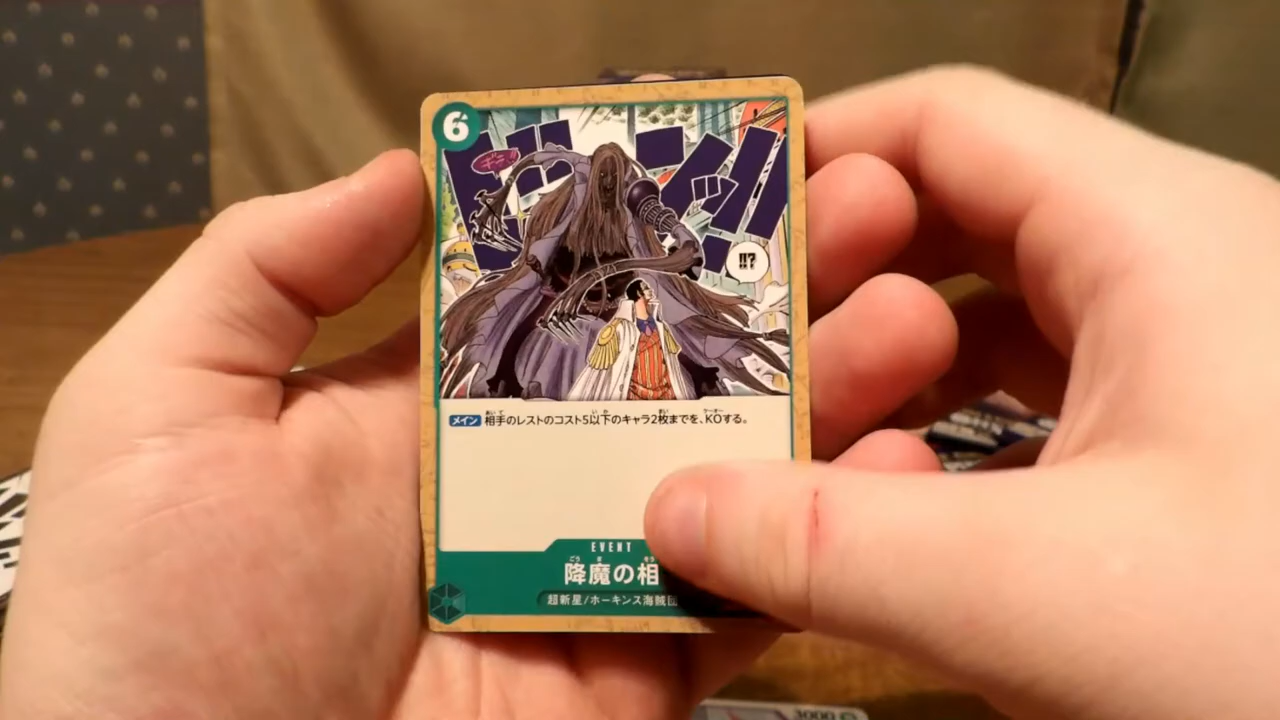 6
ギニ!!
!!?
メイン 相手のレストのコスト5以下のキャラ2枚までを、KOする。
EVENT
降魔の相
超新星/ホーキンス海賊団